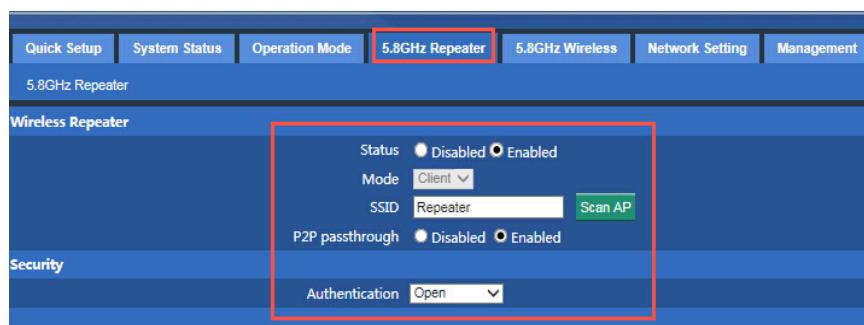 Quick Setup System Status Operation Mode 5.8GHz Repeater 5.8GHz Wireless Network Setting Management
5.8GHz Repeater
Wireless Repeater
Status Disabled Enabled
Mode Client
SSID Repeater Scan AP
P2P passthrough Disabled Enabled
Security
Authentication Open